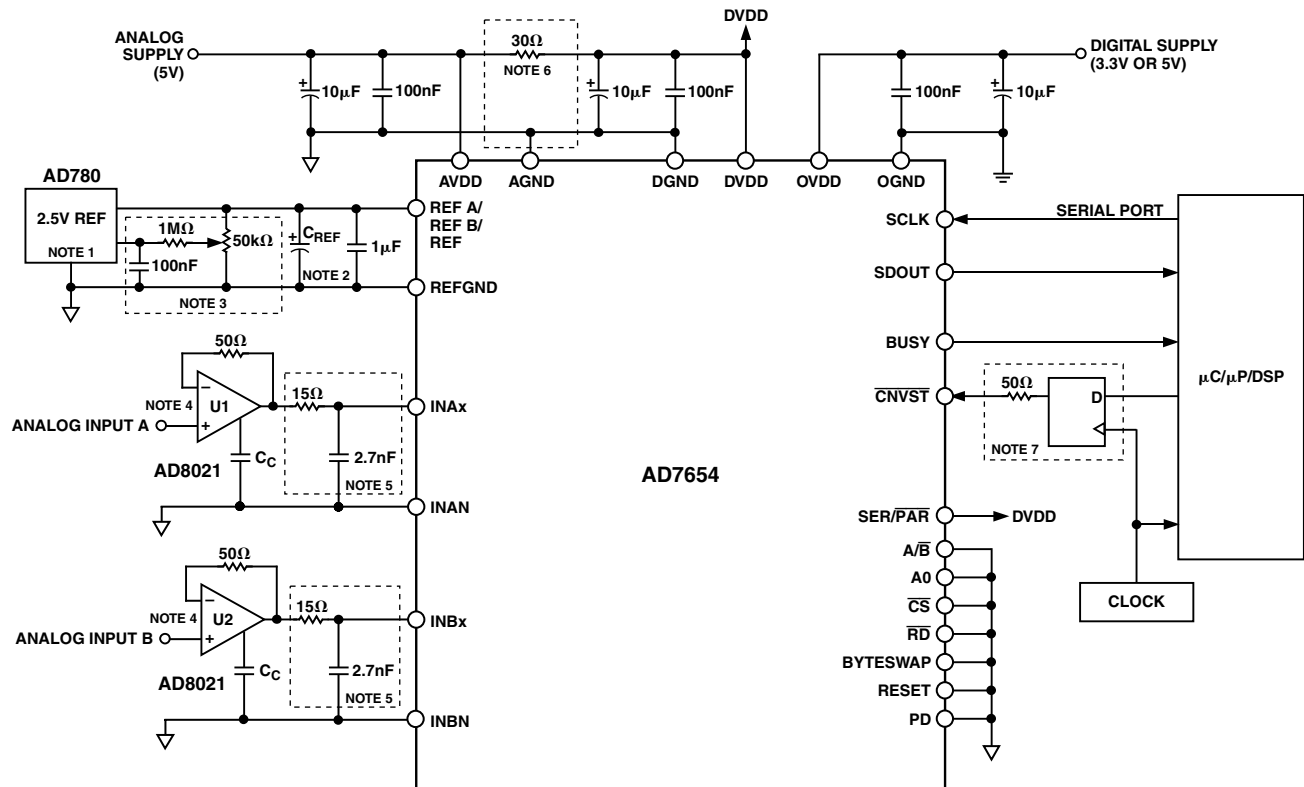 ANALOG
SUPPLY
(5V)
30Ω
NOTE 6
DVDD
DIGITAL SUPPLY
(3.3V OR 5V)
+
10μF
100nF
+
10μF
100nF
100nF
+
10μF
AVDD
AGND
DGND
DVDD
OVDD
OGND
AD780
2.5V REF
NOTE 1
1MΩ
50kΩ
100nF
NOTE 3
+
CREF
NOTE 2
1μF
REF A/
REF B/
REF
REFGND
50Ω
NOTE 4
−
U1
+
ANALOG INPUT A
AD8021
CC
15Ω
2.7nF
NOTE 5
INAx
INAN
50Ω
NOTE 4
−
U2
+
ANALOG INPUT B
AD8021
CC
15Ω
2.7nF
NOTE 5
INBx
INBN
AD7654
SCLK
SERIAL PORT
SDOUT
BUSY
CNVST
50Ω
D
NOTE 7
μC/μP/DSP
SER/PAR
DVDD
A/B
A0
CS
RD
BYTESWAP
RESET
PD
CLOCK